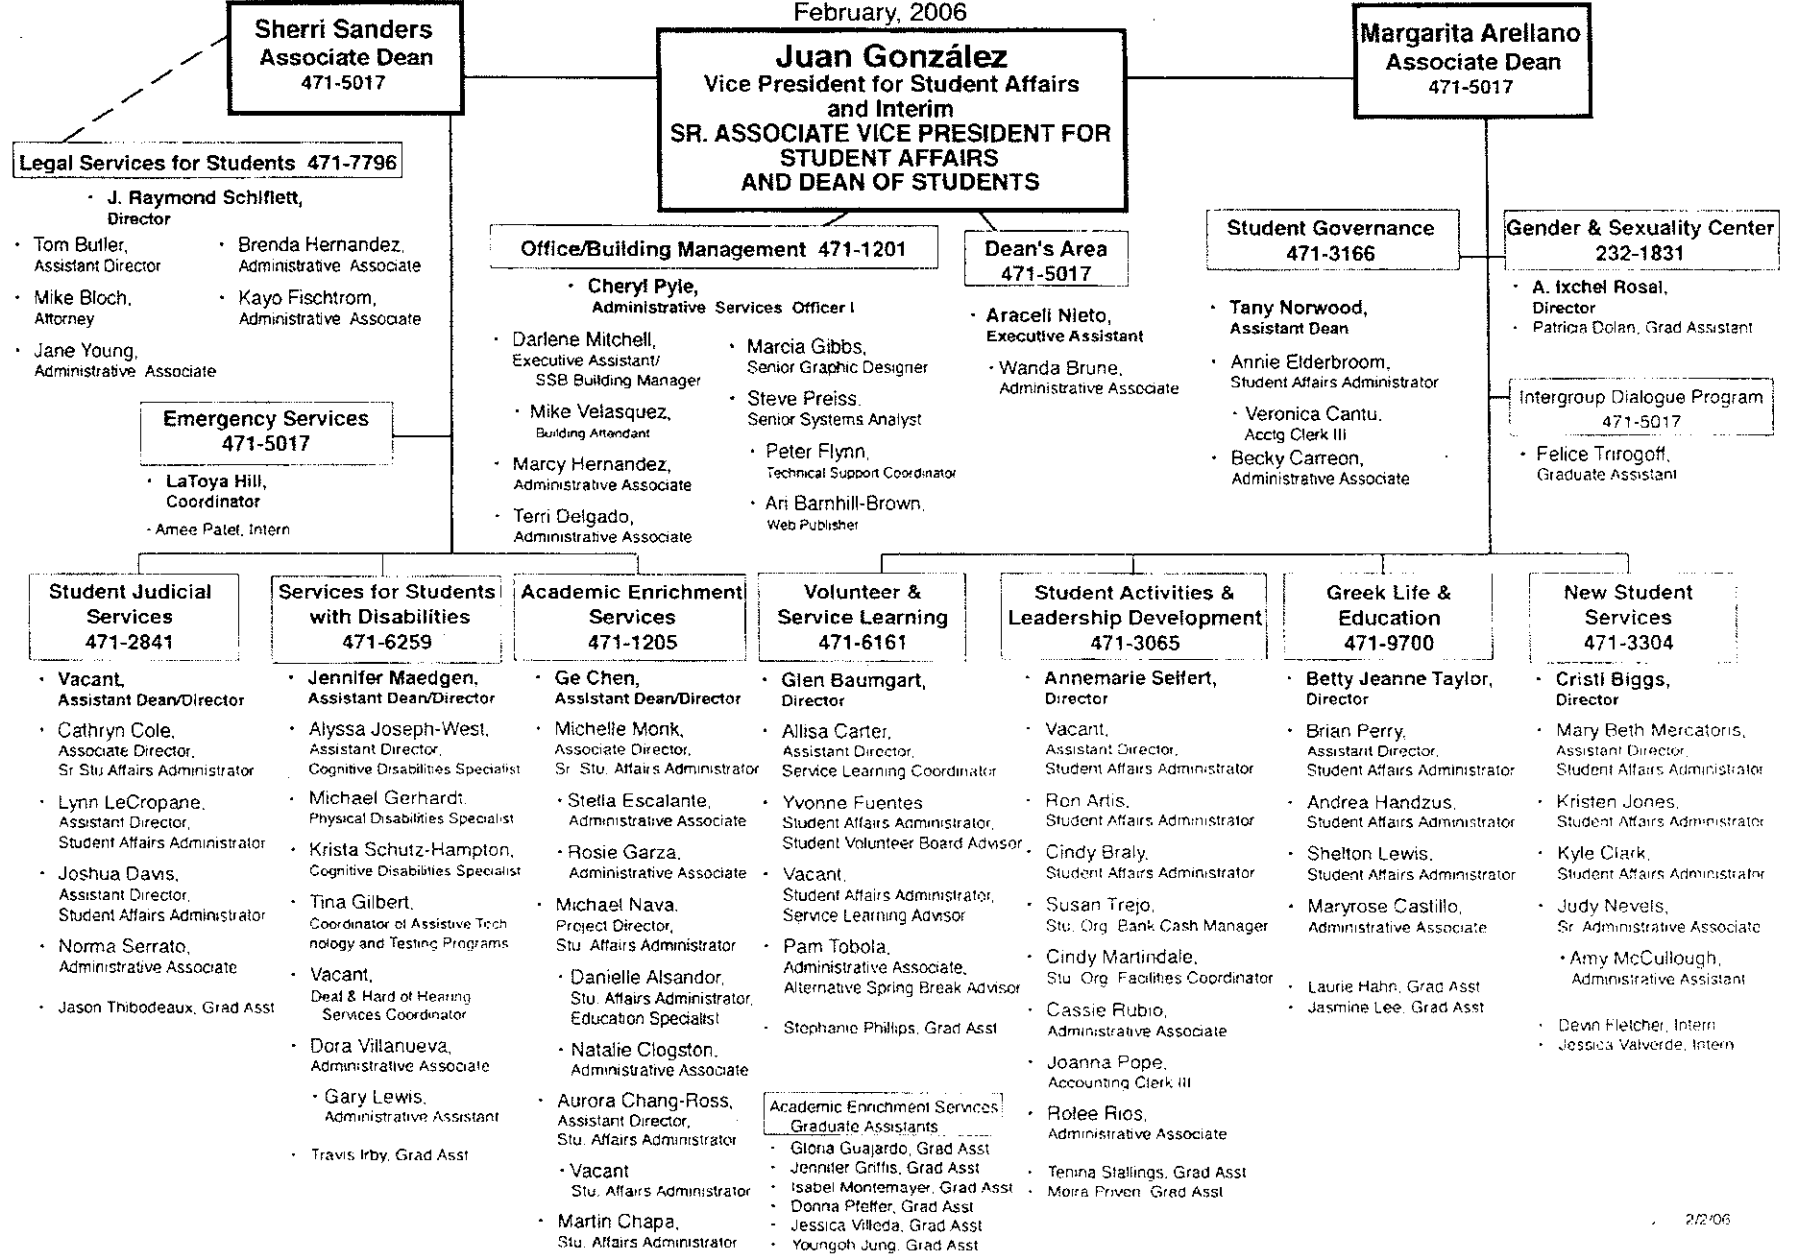 February, 2006
Sherri Sanders
Associate Dean
471-5017
Juan González
Vice President for Student Affairs
and Interim
SR. ASSOCIATE VICE PRESIDENT FOR
STUDENT AFFAIRS
AND DEAN OF STUDENTS
Margarita Arellano
Associate Dean
471-5017
Legal Services for Students 471-7796
· J. Raymond Schiflett,
Director
· Tom Butler,
Assistant Director
· Mike Bloch,
Attorney
· Jane Young,
Administrative Associate
· Brenda Hernandez,
Administrative Associate
· Kayo Fischtrom,
Administrative Associate
Emergency Services
471-5017
· LaToya Hill,
Coordinator
· Amee Patel, Intern
Office/Building Management 471-1201
· Cheryl Pyle,
Administrative Services Officer I
· Darlene Mitchell,
Executive Assistant/
SSB Building Manager
· Mike Velasquez,
Building Attendant
· Marcy Hernandez,
Administrative Associate
· Terri Delgado,
Administrative Associate
· Marcia Gibbs,
Senior Graphic Designer
· Steve Preiss,
Senior Systems Analyst
· Peter Flynn,
Technical Support Coordinator
· Ari Barnhill-Brown,
Web Publisher
Dean's Area
471-5017
· Araceli Nieto,
Executive Assistant
· Wanda Brune,
Administrative Associate
Student Governance
471-3166
· Tany Norwood,
Assistant Dean
· Annie Elderbroom,
Student Affairs Administrator
· Veronica Cantu,
Acctg Clerk III
· Becky Carreon,
Administrative Associate
Gender & Sexuality Center
232-1831
· A. Ixchel Rosal,
Director
· Patricia Dolan, Grad Assistant
Intergroup Dialogue Program
471-5017
· Felice Trirogoff,
Graduate Assistant
Student Judicial
Services
471-2841
· Vacant,
Assistant Dean/Director
· Cathryn Cole,
Associate Director,
Sr Stu Affairs Administrator
· Lynn LeCropane,
Assistant Director,
Student Affairs Administrator
· Joshua Davis,
Assistant Director,
Student Affairs Administrator
· Norma Serrato,
Administrative Associate
· Jason Thibodeaux, Grad Asst
Services for Students
with Disabilities
471-6259
· Jennifer Maedgen,
Assistant Dean/Director
· Alyssa Joseph-West,
Assistant Director,
Cognitive Disabilities Specialist
· Michael Gerhardt,
Physical Disabilities Specialist
· Krista Schutz-Hampton,
Cognitive Disabilities Specialist
· Tina Gilbert,
Coordinator of Assistive Tech
nology and Testing Programs
· Vacant,
Deaf & Hard of Hearing
Services Coordinator
· Dora Villanueva,
Administrative Associate
· Gary Lewis,
Administrative Assistant
· Travis Irby, Grad Asst
Academic Enrichment
Services
471-1205
· Ge Chen,
Assistant Dean/Director
· Michelle Monk,
Associate Director,
Sr Stu. Affairs Administrator
· Stella Escalante,
Administrative Associate
· Rosie Garza,
Administrative Associate
· Michael Nava,
Project Director,
Stu Affairs Administrator
· Danielle Alsandor,
Stu. Affairs Administrator,
Education Specialist
· Natalie Clogston,
Administrative Associate
· Aurora Chang-Ross,
Assistant Director,
Stu. Affairs Administrator
· Vacant
Stu. Affairs Administrator
· Martin Chapa,
Stu. Affairs Administrator
Volunteer &
Service Learning
471-6161
· Glen Baumgart,
Director
· Allisa Carter,
Assistant Director,
Service Learning Coordinator
· Yvonne Fuentes
Student Affairs Administrator,
Student Volunteer Board Advisor
· Vacant,
Student Affairs Administrator,
Service Learning Advisor
· Pam Tobola,
Administrative Associate,
Alternative Spring Break Advisor
· Stephanie Phillips, Grad Asst
Academic Enrichment Services
Graduate Assistants
· Gloria Guajardo, Grad Asst
· Jennifer Griffis, Grad Asst
· Isabel Montemayer, Grad Asst
· Donna Pfeffer, Grad Asst
· Jessica Villeda, Grad Asst
· Youngoh Jung, Grad Asst
Student Activities &
Leadership Development
471-3065
· Annemarie Seifert,
Director
· Vacant,
Assistant Director,
Student Affairs Administrator
· Ron Artis,
Student Affairs Administrator
· Cindy Braly,
Student Affairs Administrator
· Susan Trejo,
Stu. Org Bank Cash Manager
· Cindy Martindale,
Stu Org Facilities Coordinator
· Cassie Rubio,
Administrative Associate
· Joanna Pope,
Accounting Clerk III
· Rolee Rios,
Administrative Associate
· Tenina Stallings, Grad Asst
· Moira Priven Grad Asst
Greek Life &
Education
471-9700
· Betty Jeanne Taylor,
Director
· Brian Perry,
Assistant Director,
Student Affairs Administrator
· Andrea Handzus,
Student Affairs Administrator
· Shelton Lewis,
Student Affairs Administrator
· Maryrose Castillo,
Administrative Associate
· Laurie Hahn, Grad Asst
· Jasmine Lee, Grad Asst
New Student
Services
471-3304
· Cristi Biggs,
Director
· Mary Beth Mercatoris,
Assistant Director,
Student Affairs Administrator
· Kristen Jones,
Student Affairs Administrator
· Kyle Clark,
Student Affairs Administrator
· Judy Nevels,
Sr Administrative Associate
· Amy McCullough,
Administrative Assistant
· Devin Fletcher, Intern
· Jessica Valverde, Intern
2/2/06